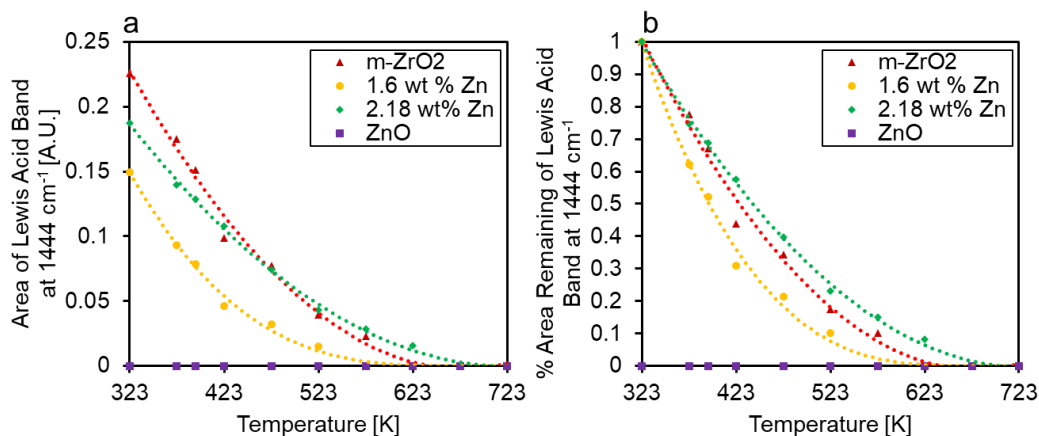 a
Area of Lewis Acid Band
at 1444 cm⁻¹ [A.U.]
0.25
0.2
0.15
0.1
0.05
0
m-ZrO2
1.6 wt % Zn
2.18 wt% Zn
ZnO
323
423
523
623
723
Temperature [K]
b
% Area Remaining of Lewis Acid
Band at 1444 cm⁻¹
1
0.9
0.8
0.7
0.6
0.5
0.4
0.3
0.2
0.1
0
m-ZrO2
1.6 wt % Zn
2.18 wt% Zn
ZnO
323
423
523
623
723
Temperature [K]